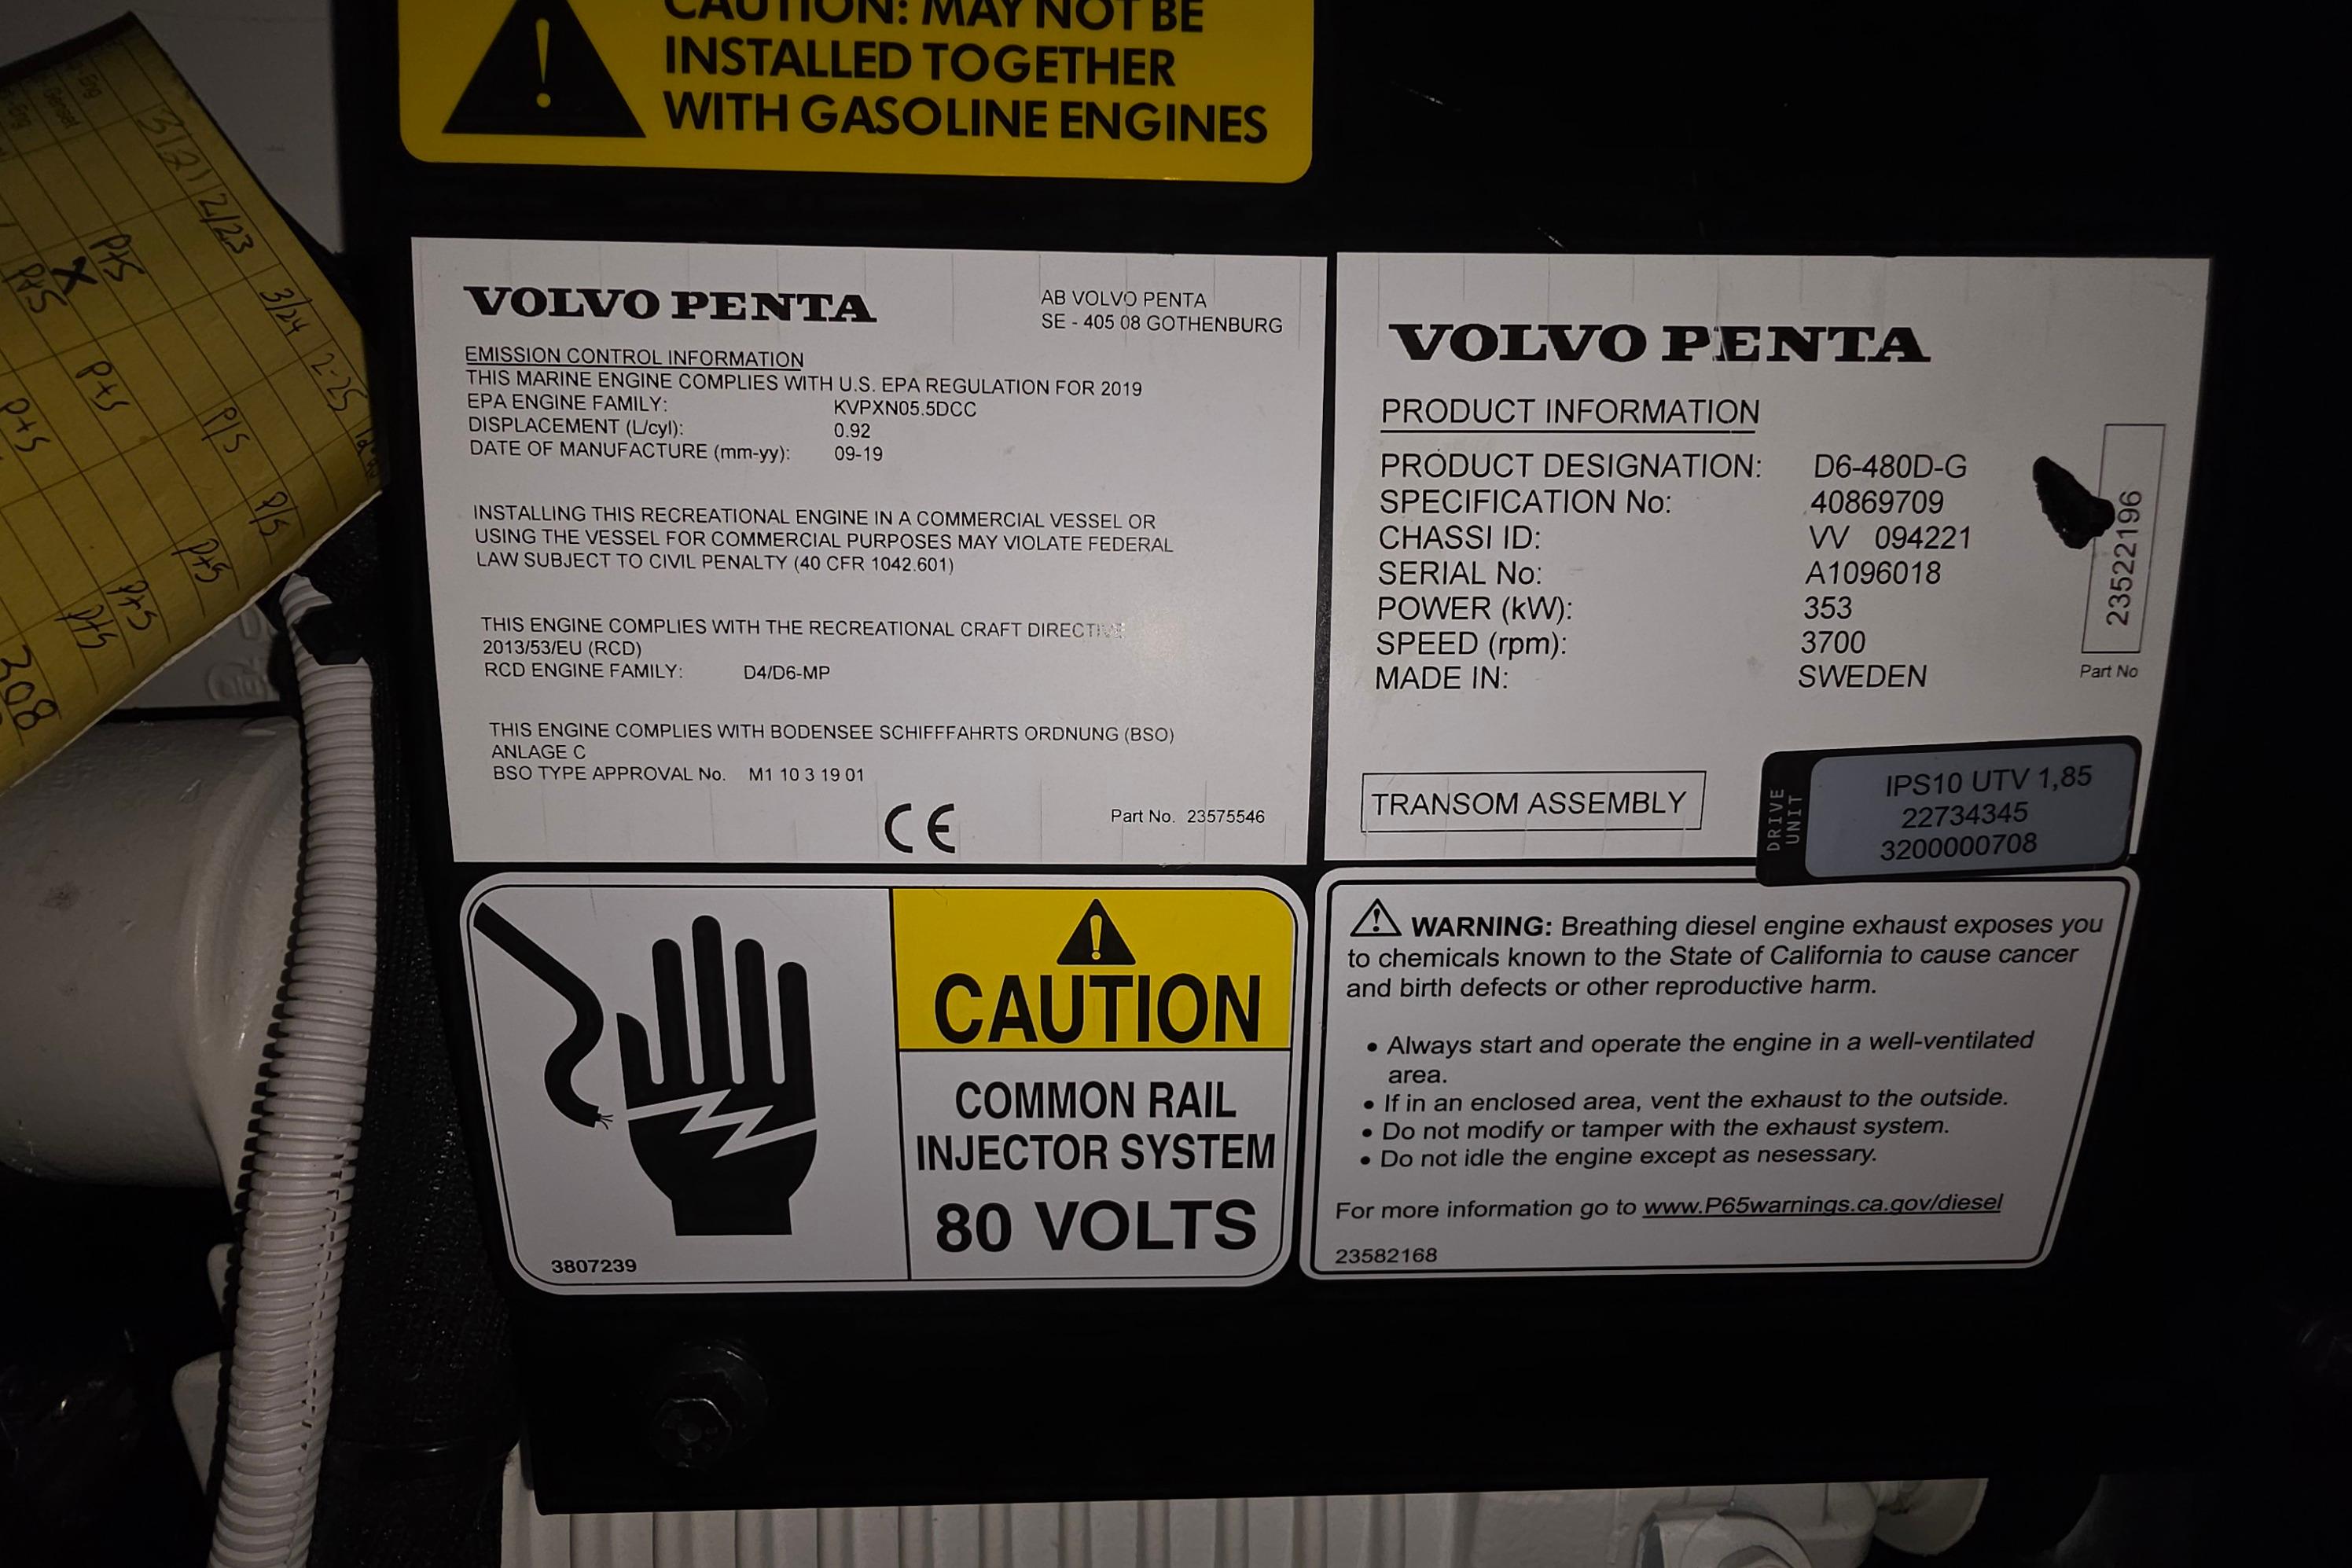 CAUTION: MAY NOT BE
INSTALLED TOGETHER
WITH GASOLINE ENGINES
VOLVO PENTA
AB VOLVO PENTA
SE - 405 08 GOTHENBURG
EMISSION CONTROL INFORMATION
THIS MARINE ENGINE COMPLIES WITH U.S. EPA REGULATION FOR 2019
EPA ENGINE FAMILY: KVPXN05.5DCC
DISPLACEMENT (L/cyl): 0.92
DATE OF MANUFACTURE (mm-yy): 09-19
INSTALLING THIS RECREATIONAL ENGINE IN A COMMERCIAL VESSEL OR
USING THE VESSEL FOR COMMERCIAL PURPOSES MAY VIOLATE FEDERAL
LAW SUBJECT TO CIVIL PENALTY (40 CFR 1042.601)
THIS ENGINE COMPLIES WITH THE RECREATIONAL CRAFT DIRECTIVE
2013/53/EU (RCD)
RCD ENGINE FAMILY: D4/D6-MP
THIS ENGINE COMPLIES WITH BODENSEE SCHIFFFAHRTS ORDNUNG (BSO)
ANLAGE C
BSO TYPE APPROVAL No. M1 10 3 19 01
CE
Part No. 23575546
VOLVO PENTA
PRODUCT INFORMATION
PRODUCT DESIGNATION: D6-480D-G
SPECIFICATION No: 40869709
CHASSI ID: VV 094221
SERIAL No: A1096018
POWER (kW): 353
SPEED (rpm): 3700
MADE IN: SWEDEN
23522196
Part No
TRANSOM ASSEMBLY
DRIVE
UNIT
IPS10 UTV 1,85
22734345
3200000708
CAUTION
COMMON RAIL
INJECTOR SYSTEM
80 VOLTS
3807239
WARNING: Breathing diesel engine exhaust exposes you
to chemicals known to the State of California to cause cancer
and birth defects or other reproductive harm.
• Always start and operate the engine in a well-ventilated
area.
• If in an enclosed area, vent the exhaust to the outside.
• Do not modify or tamper with the exhaust system.
• Do not idle the engine except as nesessary.
For more information go to www.P65warnings.ca.gov/diesel
23582168
3/21
2/23
3/24
2-25
P+S
X
P+S
P+S
P/S
P+S
P/S
P+S
P+S
P+S
308